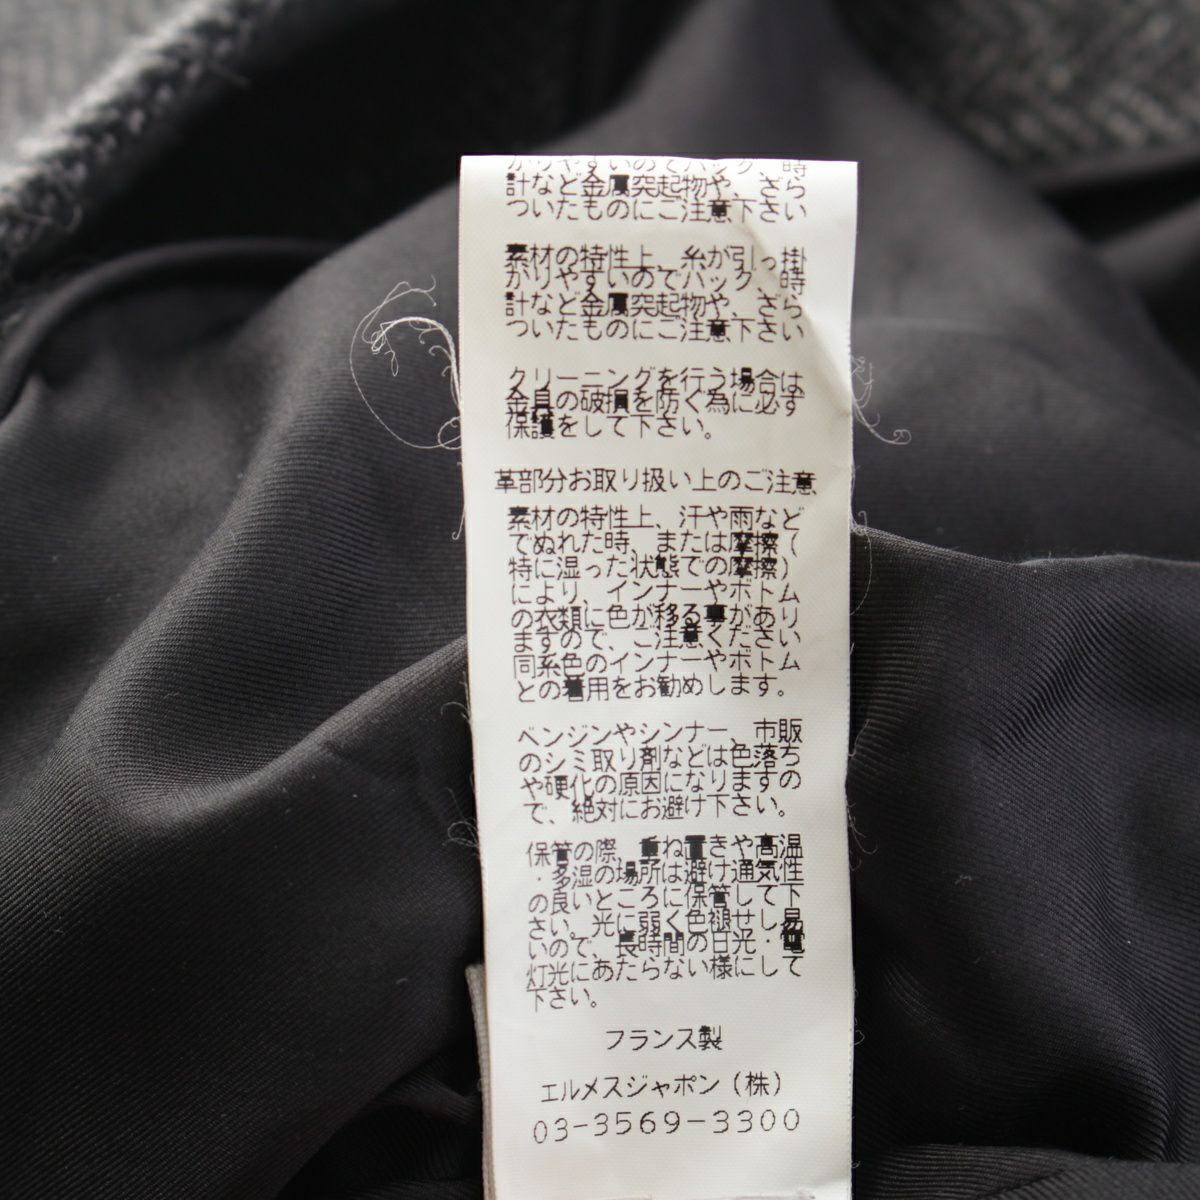 かりやすいのでバッグ、時
計など金属突起物や、ざら
ついたものにご注意下さい
素材の特性上、糸が引っ掛
かりやすいのでバッグ、時
計など金属突起物や、ざら
ついたものにご注意下さい
クリーニングを行う場合は
金具の破損を防ぐ為に必ず
保護をして下さい。
革部分お取り扱い上のご注意
素材の特性上、汗や雨など
でぬれた時、または摩擦(
特に湿った状態での摩擦)
により、インナーやボトム
の衣類に色が移る事があり
ますので、ご注意ください
同系色のインナーやボトム
との着用をお勧めします。
ベンジンやシンナー、市販
のシミ取り剤などは色落ち
や硬化の原因になりますの
で、絶対にお避け下さい。
保管の際、重ね置きや高温
・多湿の場所は避け通気性
の良いところに保管して下
さい。光に弱く色褪せし易
いので、長時間の日光・電
灯光にあたらない様にして
下さい。
フランス製
エルメスジャポン(株)
03-3569-3300